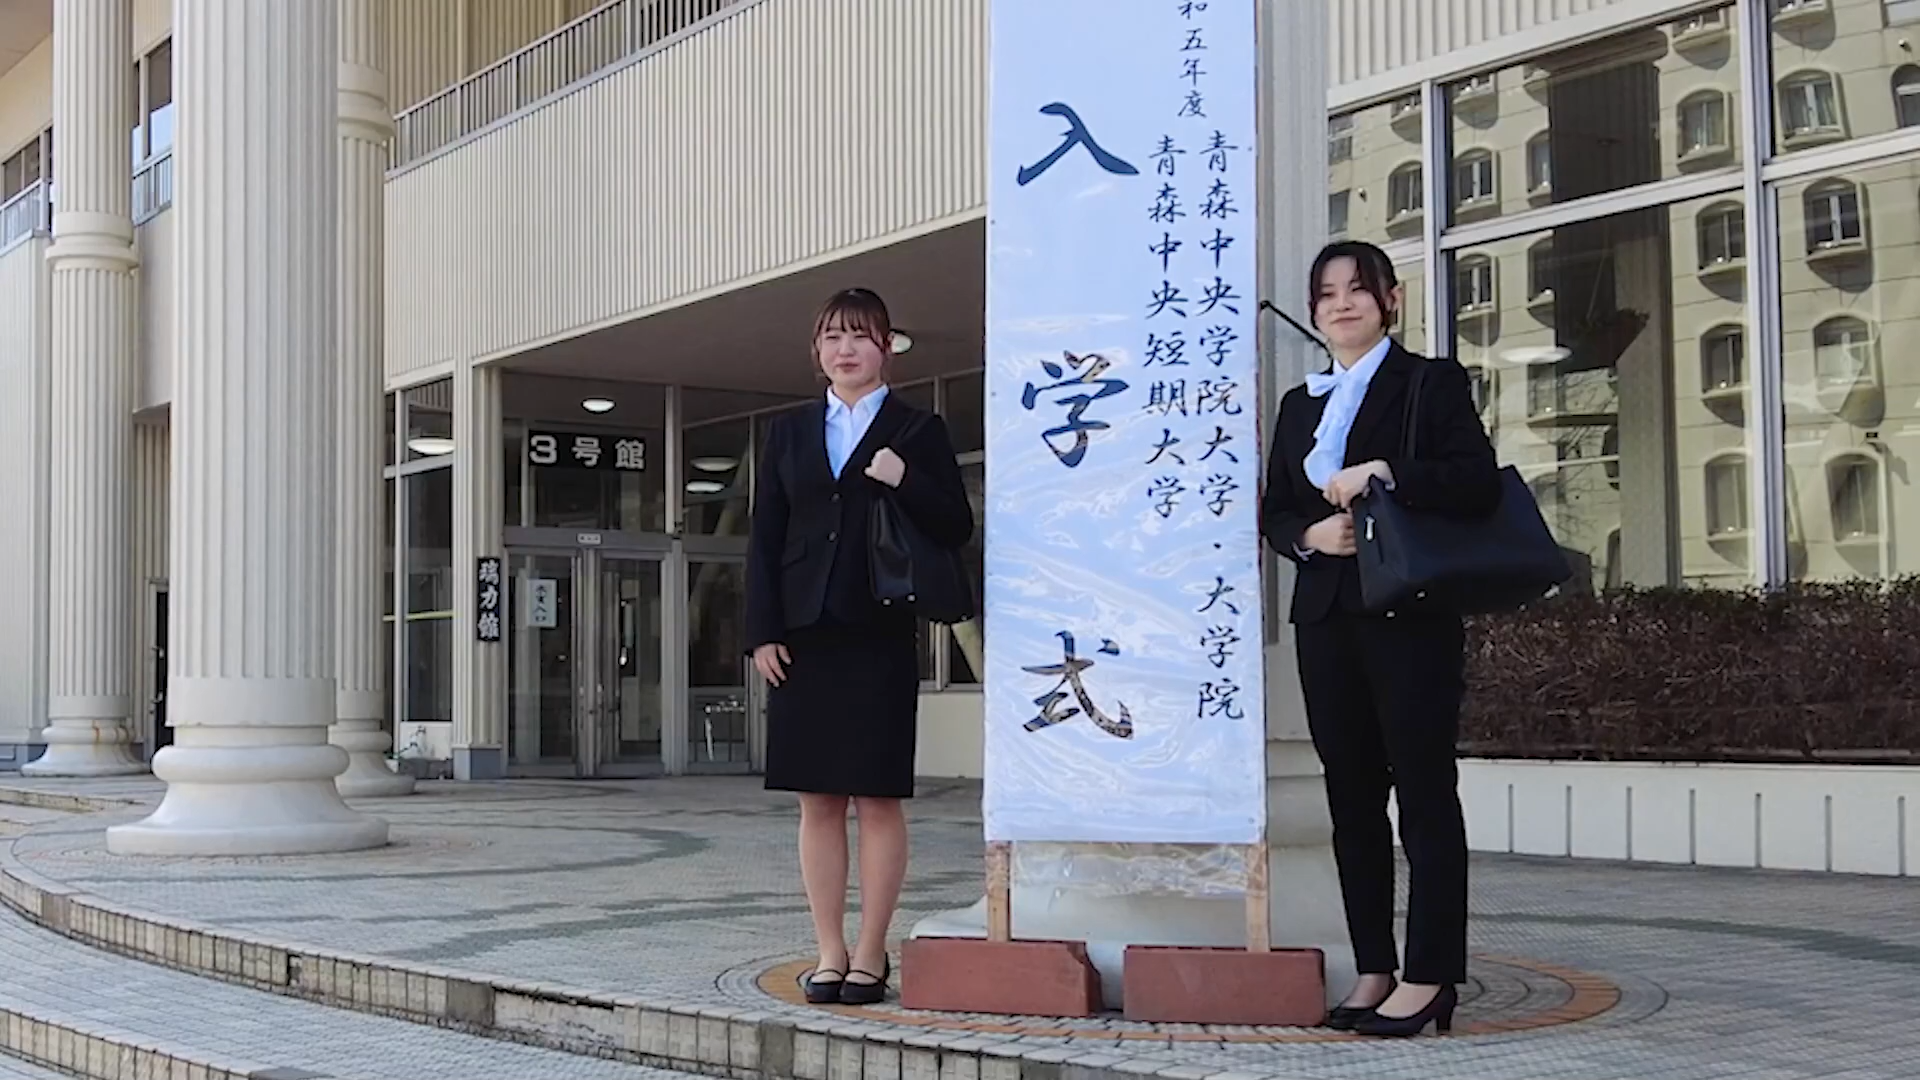 和五年度
青森中央学院大学・大学院
青森中央短期大学
入学式
3号館